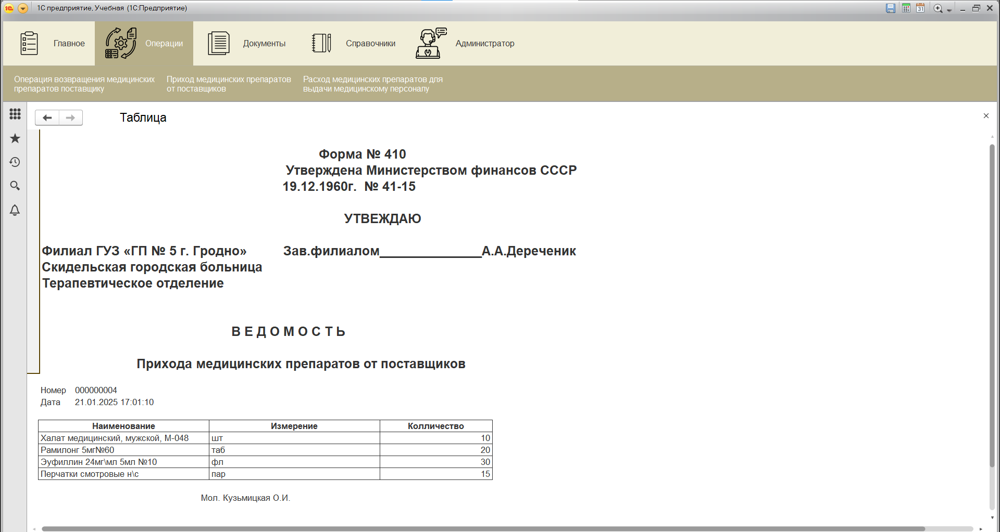 1С предприятие, Учебная (1С:Предприятие)
31
Главное
Операции
Документы
Справочники
Администратор
Операция возвращения медицинских
препаратов поставщику
Приход медицинских препаратов
от поставщиков
Расход медицинских препаратов для
выдачи медицинскому персоналу
Таблица
Форма № 410
Утверждена Министерством финансов СССР
19.12.1960г. № 41-15
УТВЕЖДАЮ
Филиал ГУЗ «ГП № 5 г. Гродно» Зав.филиалом______________А.А.Дереченик
Скидельская городская больница
Терапевтическое отделение
В Е Д О М О С Т Ь
Прихода медицинских препаратов от поставщиков
Номер 000000004
Дата 21.01.2025 17:01:10
Наименование Измерение Колличество
Халат медицинский, мужской, М-048 шт 10
Рамилонг 5мг№60 таб 20
Эуфиллин 24мг\мл 5мл №10 фл 30
Перчатки смотровые н\с пар 15
Мол. Кузьмицкая О.И.